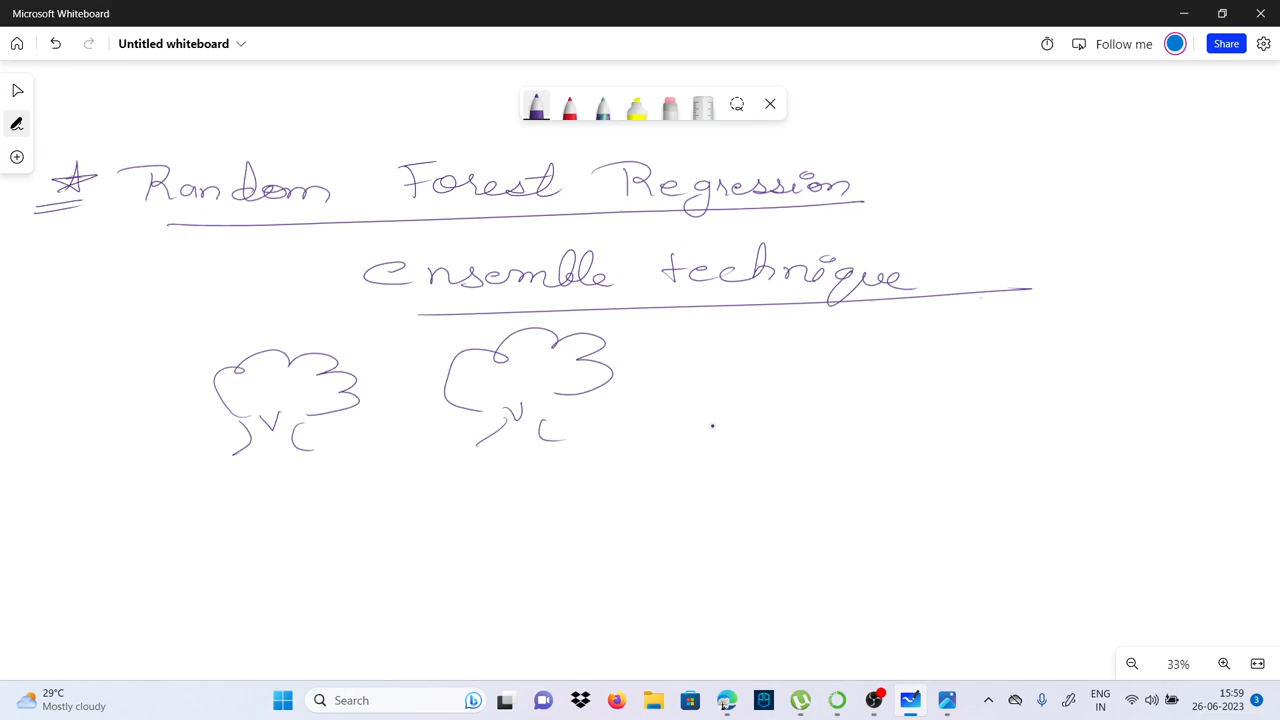 Microsoft Whiteboard
Untitled whiteboard
Follow me
Share
Random Forest Regression
ensemble technique
33%
29°C
Mostly cloudy
Search
ENG
IN
15:59
26-06-2023
3